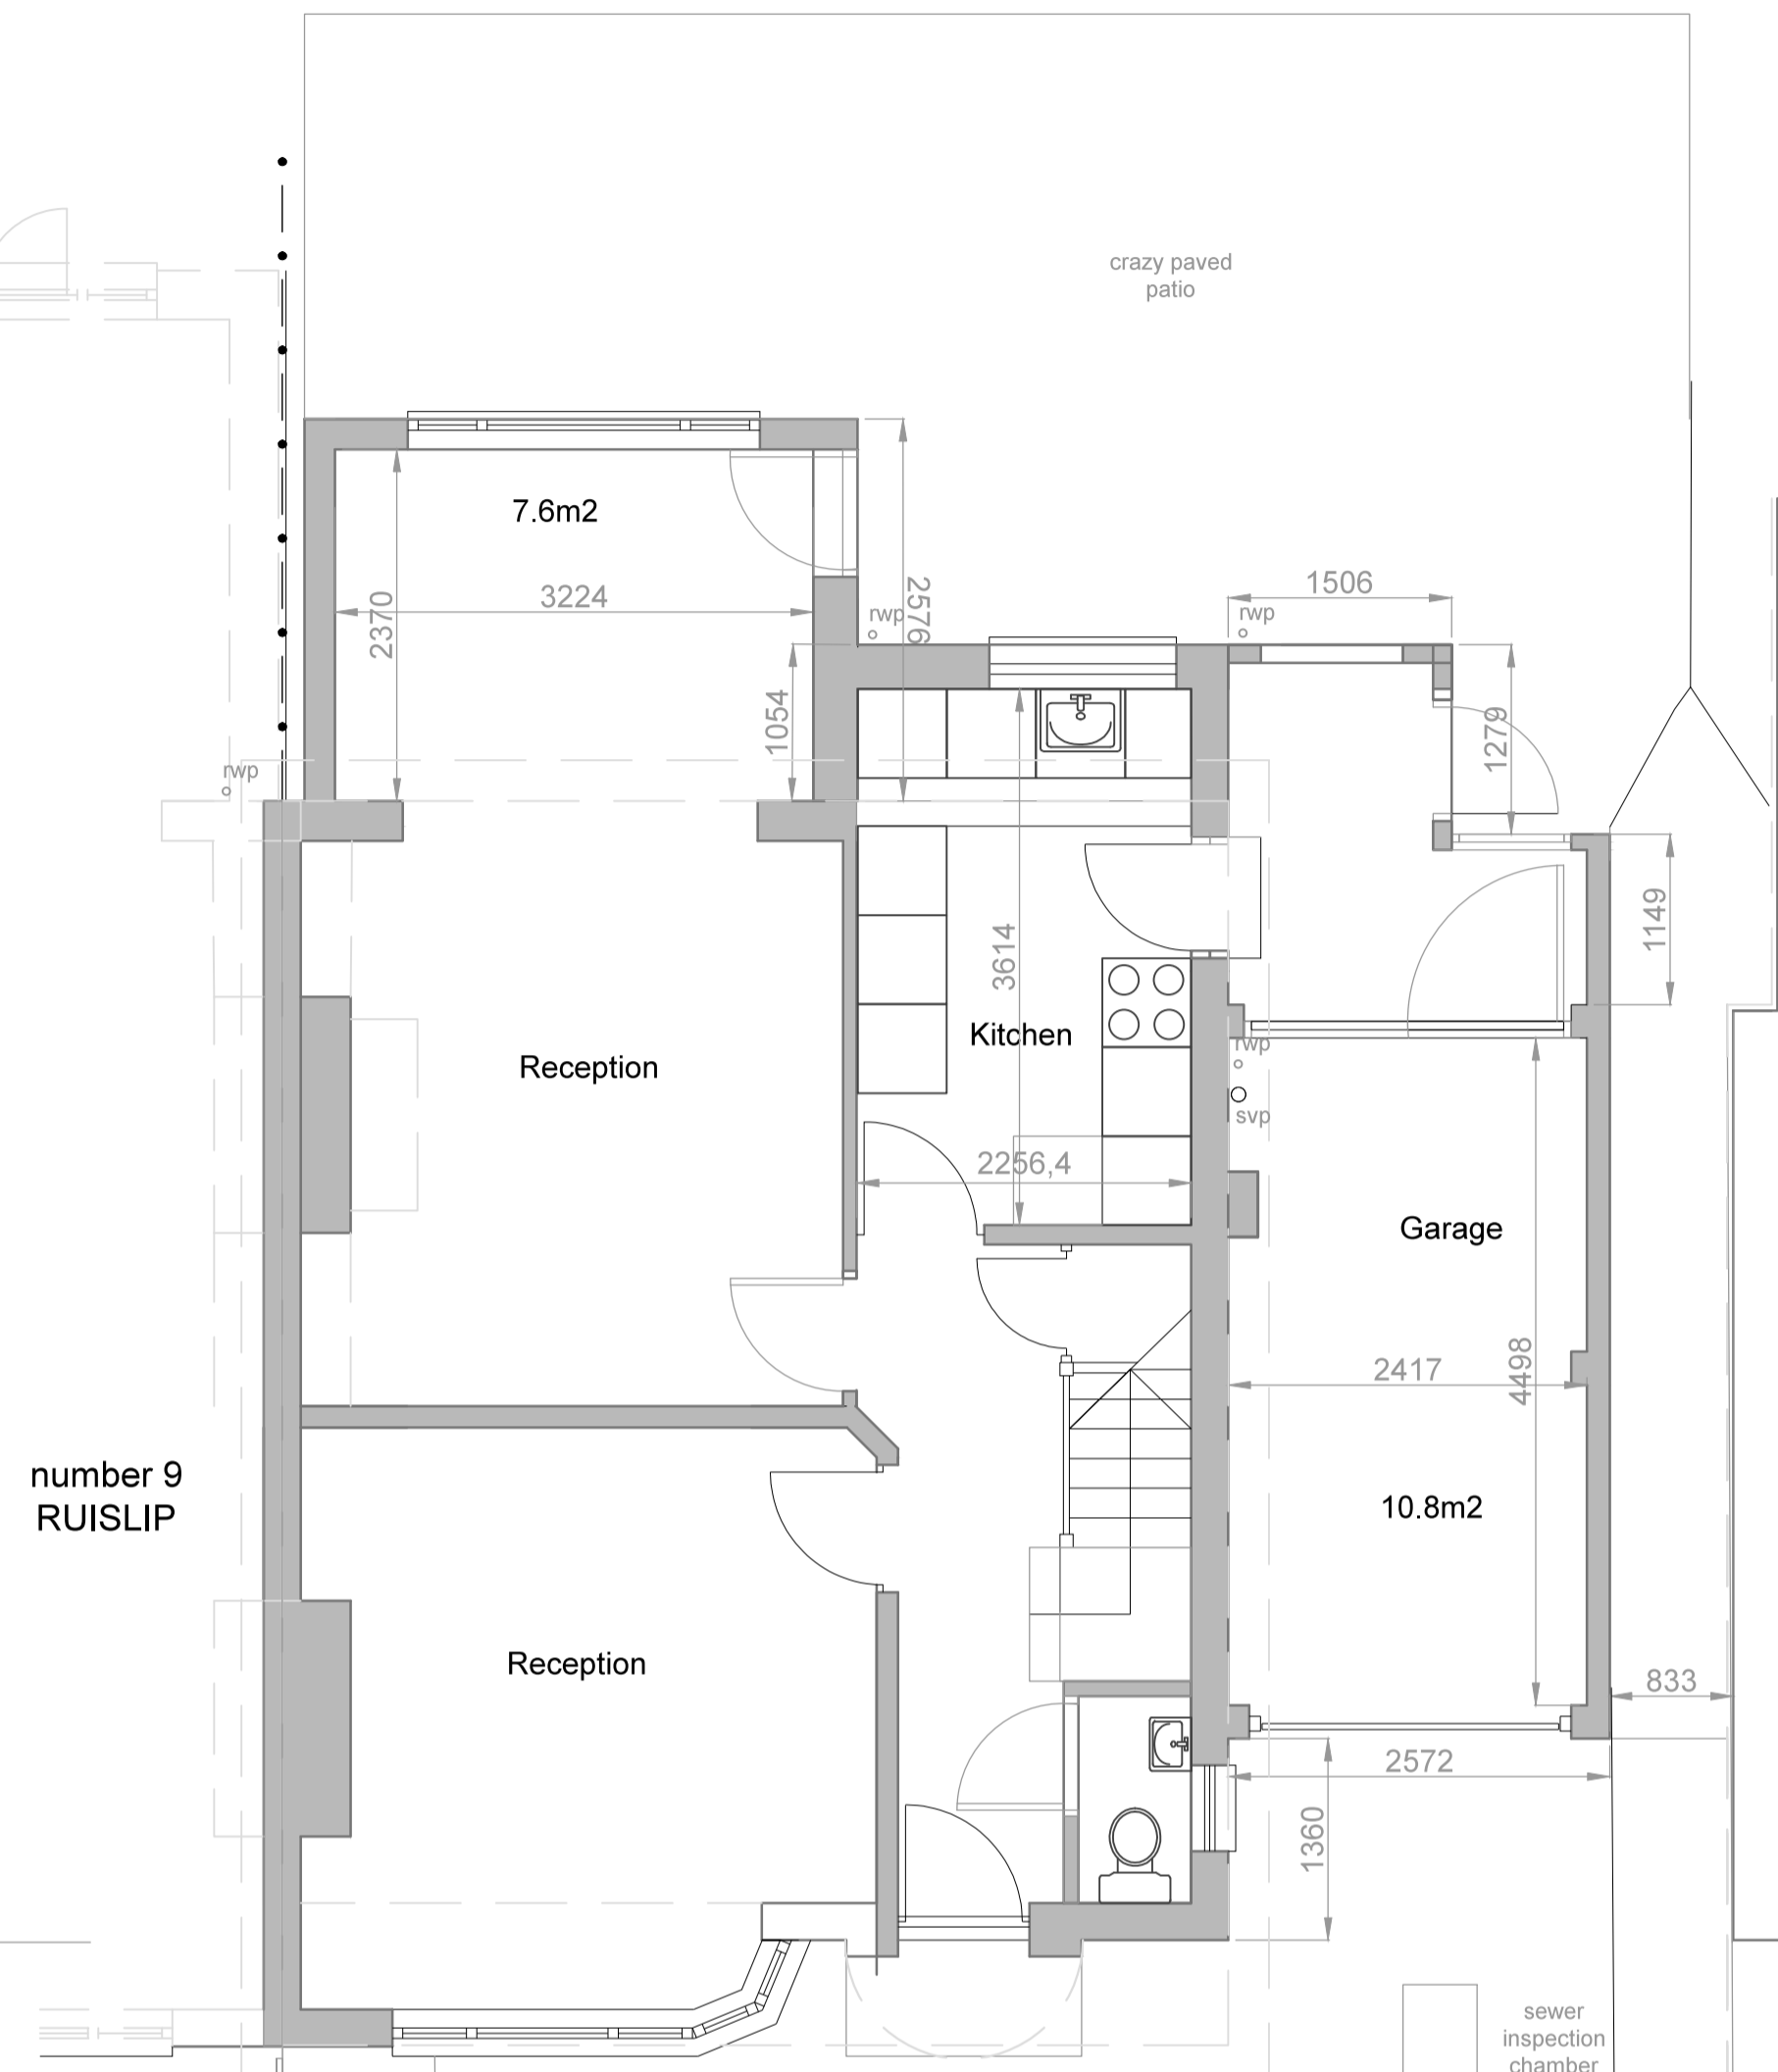 crazy paved
patio
7.6m2
3224
2370
2576
rwp
1506
rwp
1054
1279
rwp
1149
3614
Kitchen
Reception
rwp
svp
2256,4
Garage
2417
4498
number 9
RUISLIP
10.8m2
Reception
833
2572
1360
sewer
inspection
chamber